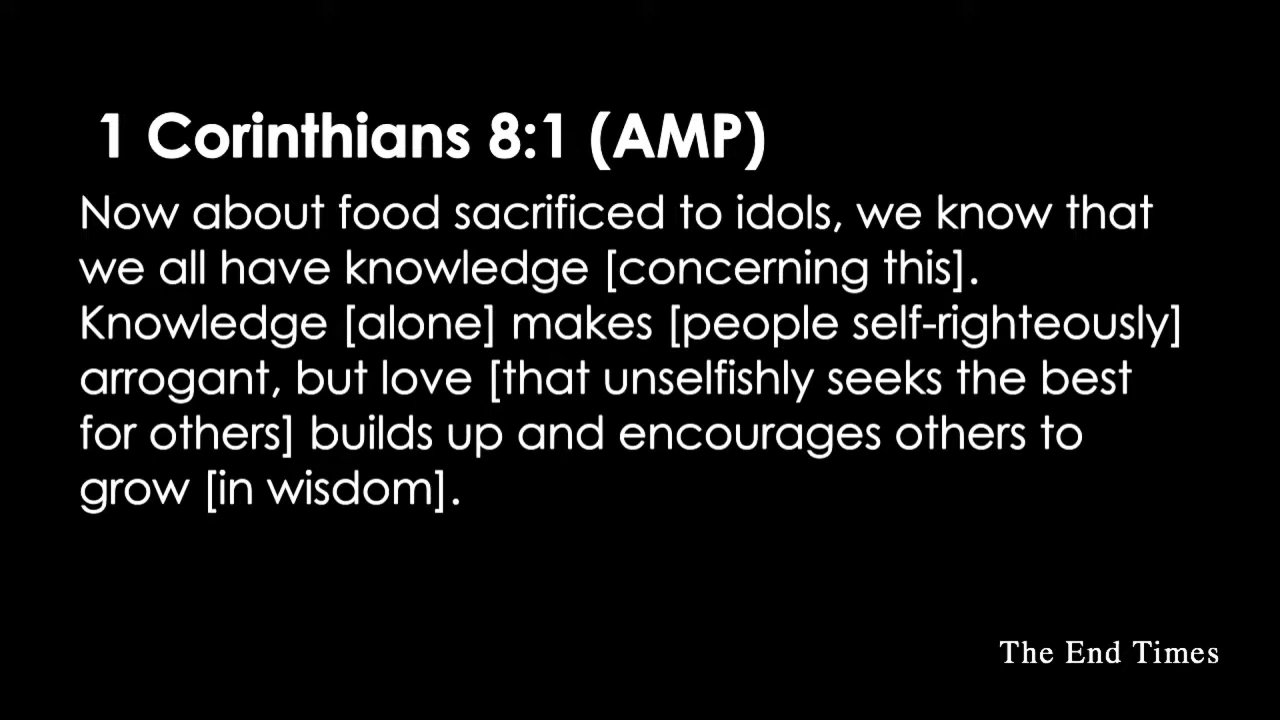 1 Corinthians 8:1 (AMP)
Now about food sacrificed to idols, we know that
we all have knowledge [concerning this].
Knowledge [alone] makes [people self-righteously]
arrogant, but love [that unselfishly seeks the best
for others] builds up and encourages others to
grow [in wisdom].
The End Times